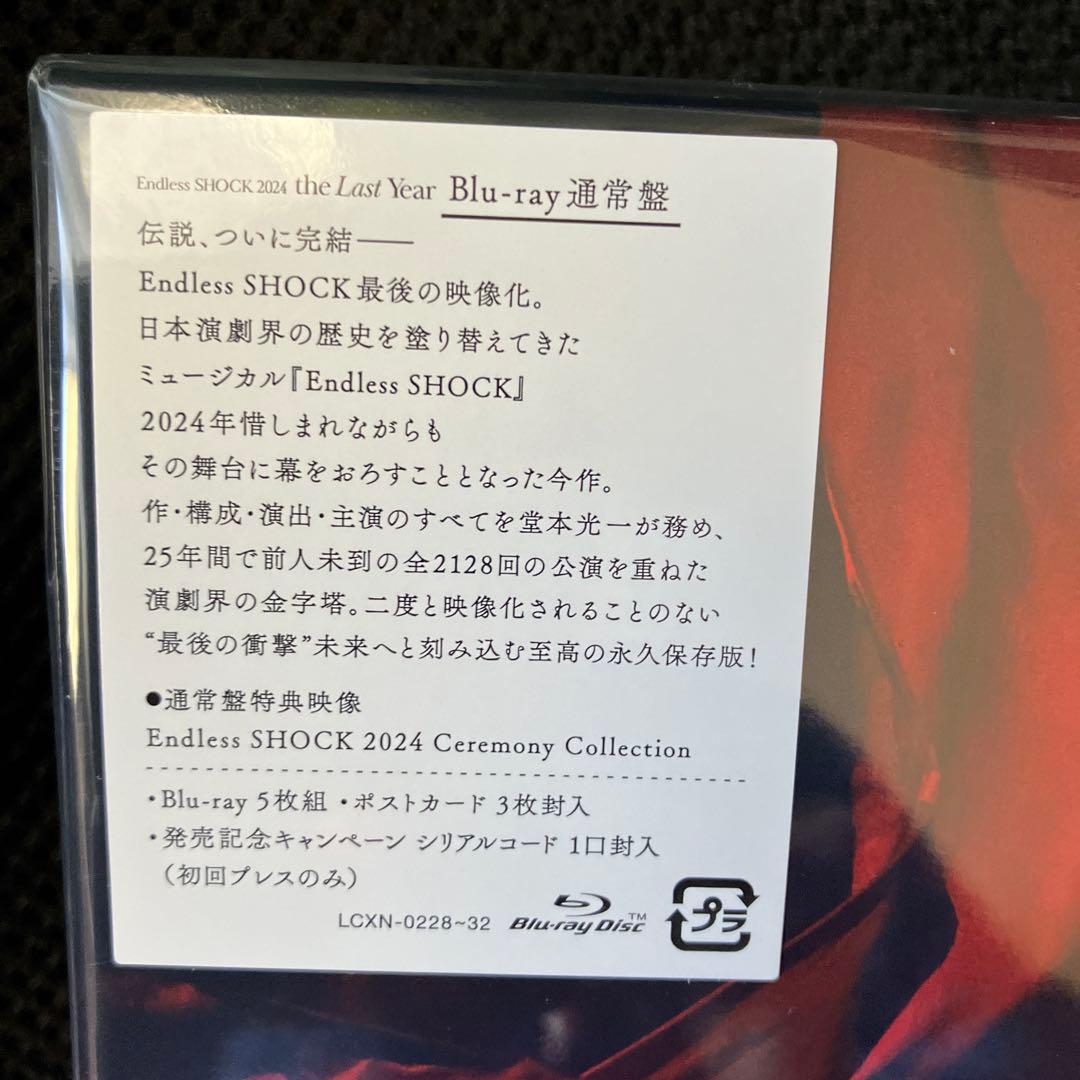 Endless SHOCK 2024 the Last Year Blu-ray通常盤
伝説、ついに完結――
Endless SHOCK最後の映像化。
日本演劇界の歴史を塗り替えてきた
ミュージカル『Endless SHOCK』
2024年惜しまれながらも
その舞台に幕をおろすこととなった今作。
作・構成・演出・主演のすべてを堂本光一が務め、
25年間で前人未到の全2128回の公演を重ねた
演劇界の金字塔。二度と映像化されることのない
“最後の衝撃”未来へと刻み込む至高の永久保存版！
●通常盤特典映像
Endless SHOCK 2024 Ceremony Collection
・Blu-ray 5枚組 ・ポストカード 3枚封入
・発売記念キャンペーン シリアルコード 1口封入
（初回プレスのみ）
LCXN-0228~32 Blu-ray Disc™ プラ